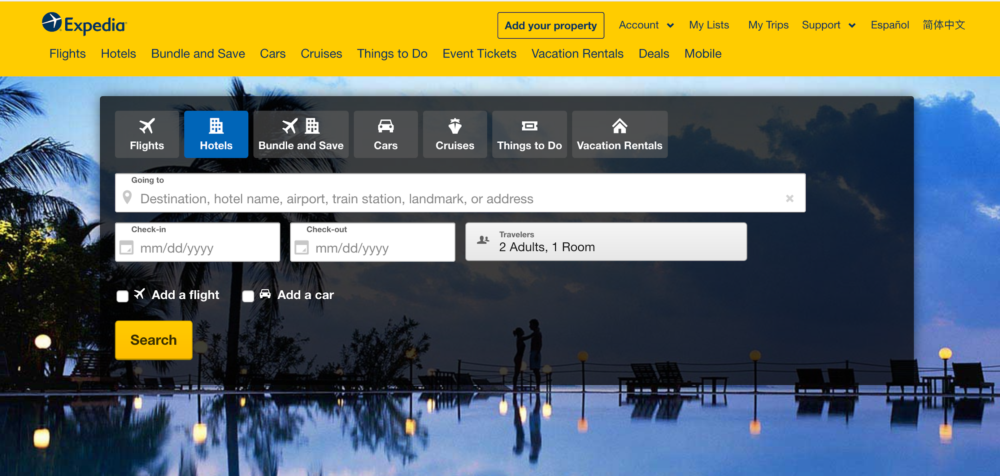 Expedia
Add your property Account My Lists My Trips Support Español 简体中文
Flights Hotels Bundle and Save Cars Cruises Things to Do Event Tickets Vacation Rentals Deals Mobile
Flights Hotels Bundle and Save Cars Cruises Things to Do Vacation Rentals
Going to
Destination, hotel name, airport, train station, landmark, or address
Check-in Check-out Travelers
mm/dd/yyyy mm/dd/yyyy 2 Adults, 1 Room
Add a flight Add a car
Search